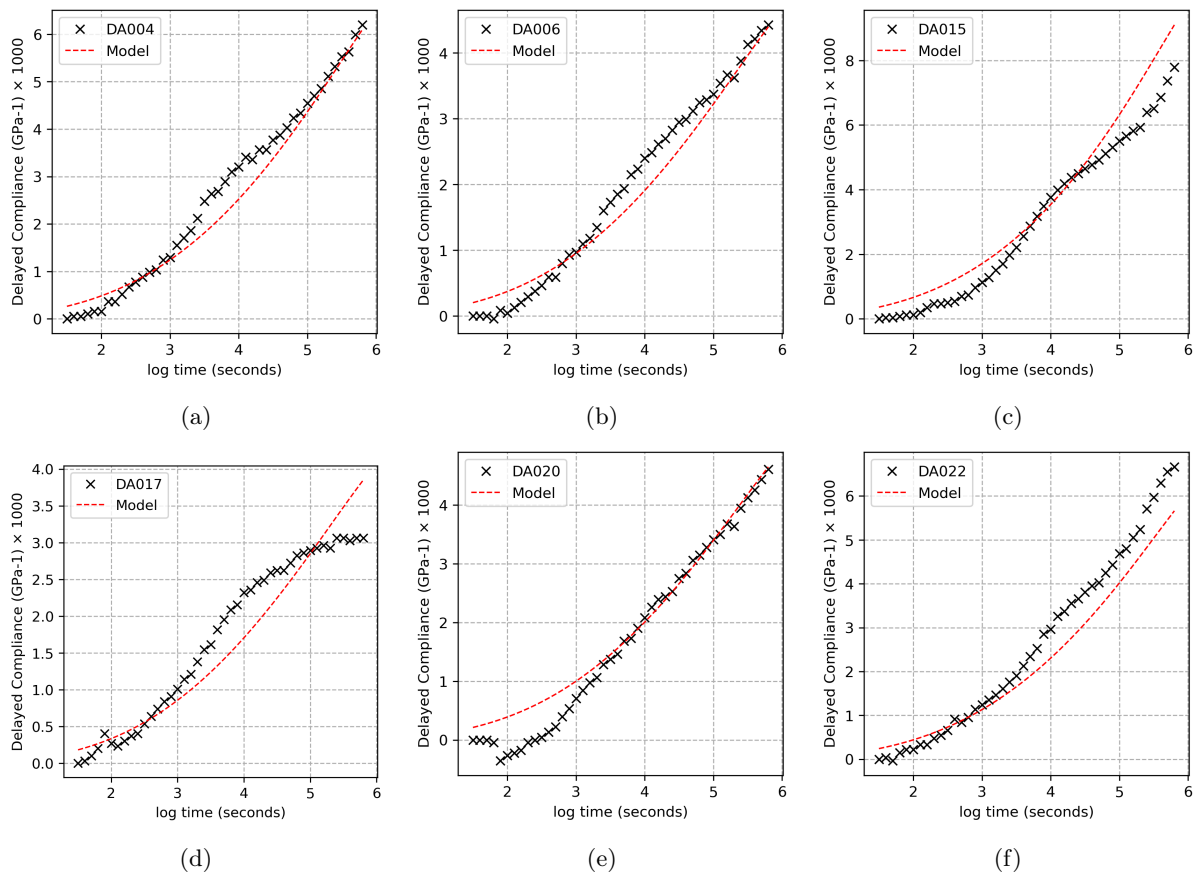 DA004
Model
Delayed Compliance (GPa-1) × 1000
6
5
4
3
2
1
0
2
3
4
5
6
log time (seconds)
(a)
DA006
Model
Delayed Compliance (GPa-1) × 1000
4
3
2
1
0
2
3
4
5
6
log time (seconds)
(b)
DA015
Model
Delayed Compliance (GPa-1) × 1000
8
6
4
2
0
2
3
4
5
6
log time (seconds)
(c)
DA017
Model
Delayed Compliance (GPa-1) × 1000
4.0
3.5
3.0
2.5
2.0
1.5
1.0
0.5
0.0
2
3
4
5
6
log time (seconds)
(d)
DA020
Model
Delayed Compliance (GPa-1) × 1000
4
3
2
1
0
2
3
4
5
6
log time (seconds)
(e)
DA022
Model
Delayed Compliance (GPa-1) × 1000
6
5
4
3
2
1
0
2
3
4
5
6
log time (seconds)
(f)